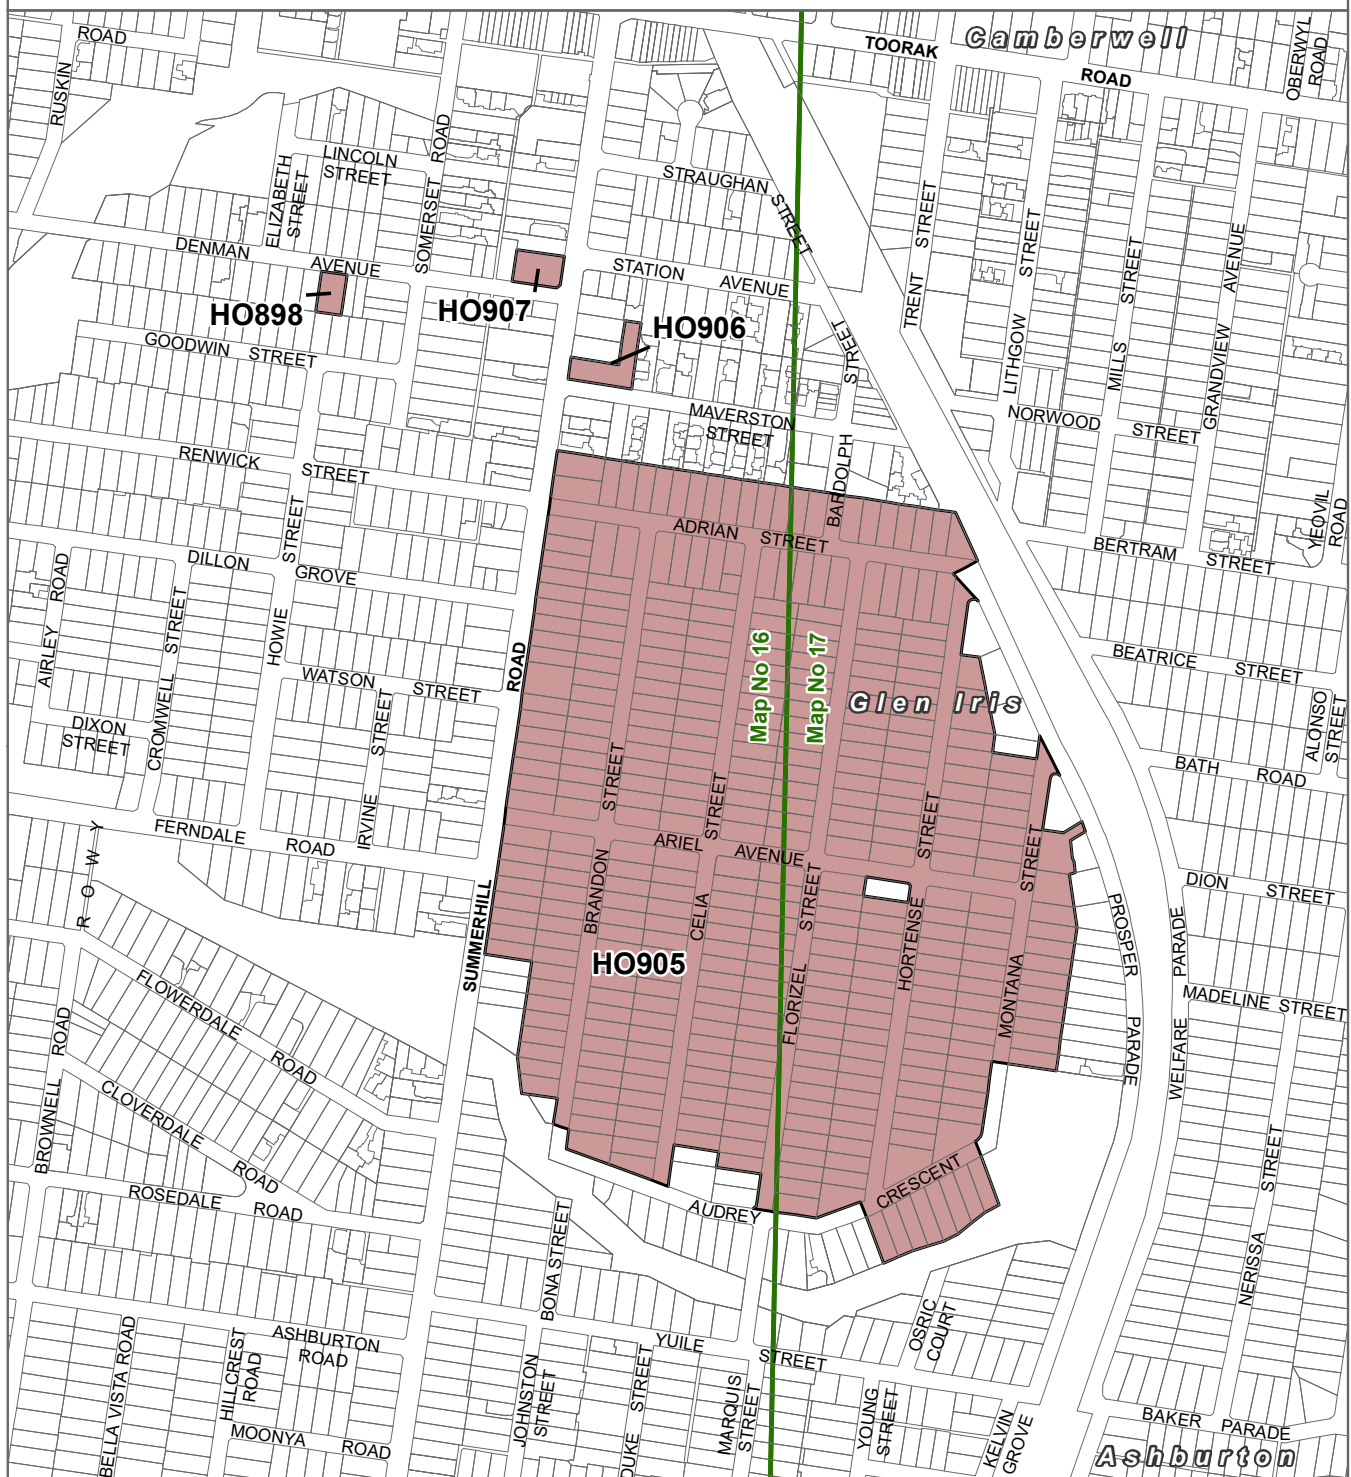 ROAD
TOORAK
Camberwell
OBERWYL
ROAD
RUSKIN
ROAD
ROAD
LINCOLN
STREET
ELIZABETH
STREET
SOMERSET
STRAUGHAN
STREET
TRENT
STREET
LITHGOW
STREET
MILLS
STREET
GRANDVIEW
AVENUE
DENMAN
AVENUE
STATION
AVENUE
HO898
HO907
HO906
GOODWIN STREET
STREET
MAVERSTON
STREET
NORWOOD
STREET
BARDOLPH
RENWICK
STREET
STREET
ADRIAN
STREET
YEOVIL
ROAD
BERTRAM
STREET
DILLON
GROVE
AIRLEY
ROAD
STREET
HOWIE
BEATRICE
STREET
WATSON
STREET
ROAD
Map No 16
Map No 17
Glen Iris
DIXON
STREET
CROMWELL
STREET
STREET
STREET
ALONSO
STREET
BATH
ROAD
FERNDALE
ROAD
IRVINE
ARIEL
AVENUE
STREET
STREET
ROWY
BRANDON
CELIA
STREET
HORTENSE
DION
STREET
SUMMERHILL
HO905
FLORIZEL
MONTANA
PROSPER
PARADE
WELFARE
PARADE
MADELINE STREET
FLOWERDALE
ROAD
BROWNELL
ROAD
CLOVERDALE
ROAD
ROSEDALE
ROAD
CRESCENT
AUDREY
BONA STREET
NERISSA
STREET
OSRIC
COURT
ASHBURTON
ROAD
YUILE
STREET
BELLA VISTA ROAD
HILLCREST
ROAD
MOONYA
ROAD
JOHNSTON
STREET
DUKE
STREET
MARQUIS
STREET
YOUNG
STREET
KELVIN
GROVE
BAKER
PARADE
Ashburton